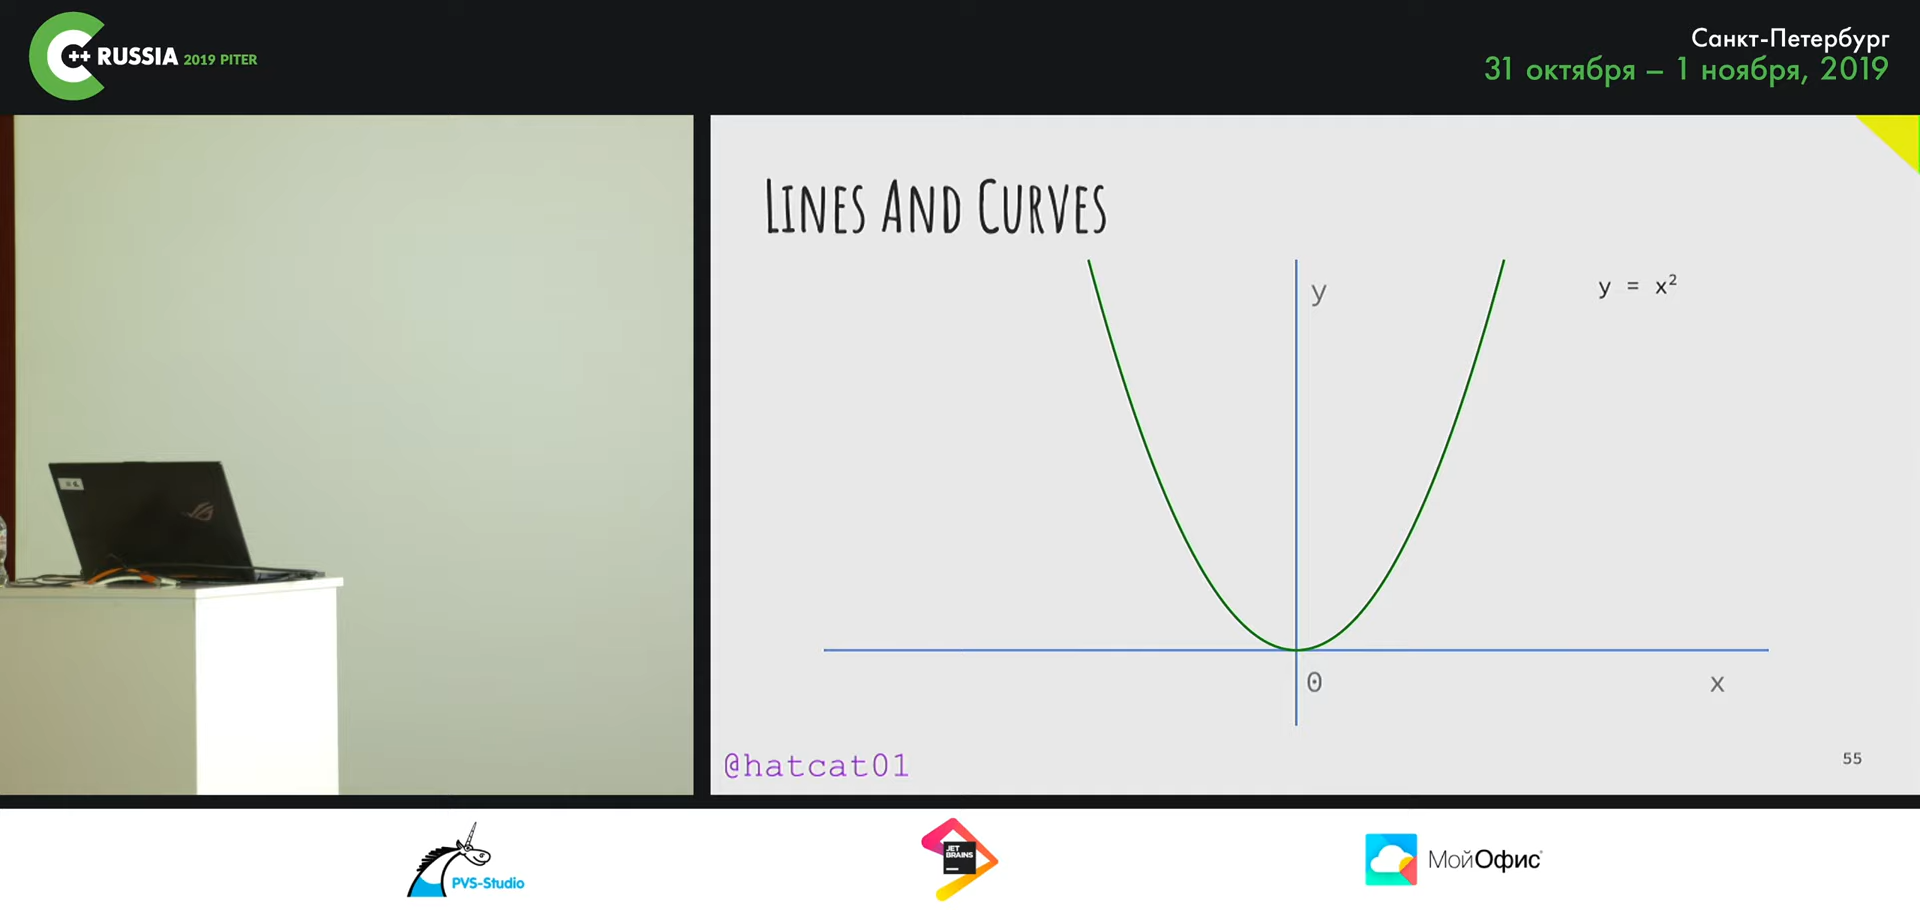 C++ RUSSIA 2019 PITER
Санкт-Петербург
31 октября – 1 ноября, 2019
LINES AND CURVES
y
y = x²
0
x
@hatcat01
55
PVS-Studio
JET
BRAINS
МойОфис